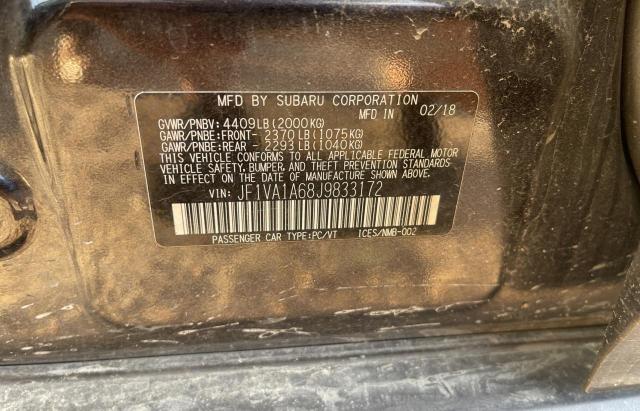 MFD BY SUBARU CORPORATION
MFD IN 02/18
GVWR/PNBV: 4409LB (2000KG)
GAWR/PNBE: FRONT- 2370LB (1075KG)
GAWR/PNBE: REAR - 2293LB (1040KG)
THIS VEHICLE CONFORMS TO ALL APPLICABLE FEDERAL MOTOR
VEHICLE SAFETY, BUMPER, AND THEFT PREVENTION STANDARDS
IN EFFECT ON THE DATE OF MANUFACTURE SHOWN ABOVE.
VIN: JF1VA1A68J9833172
PASSENGER CAR TYPE:PC/VT ICES/NMB-002